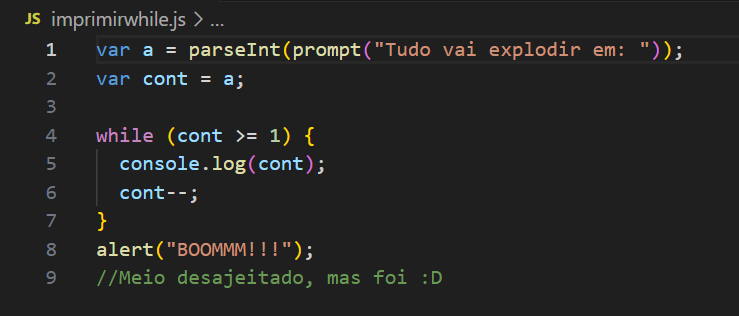 JS imprimirwhile.js > ...
1 var a = parseInt(prompt("Tudo vai explodir em: "));
2 var cont = a;
3
4 while (cont >= 1) {
5   console.log(cont);
6   cont--;
7 }
8 alert("BOOMMM!!!");
9 //Meio desajeitado, mas foi :D